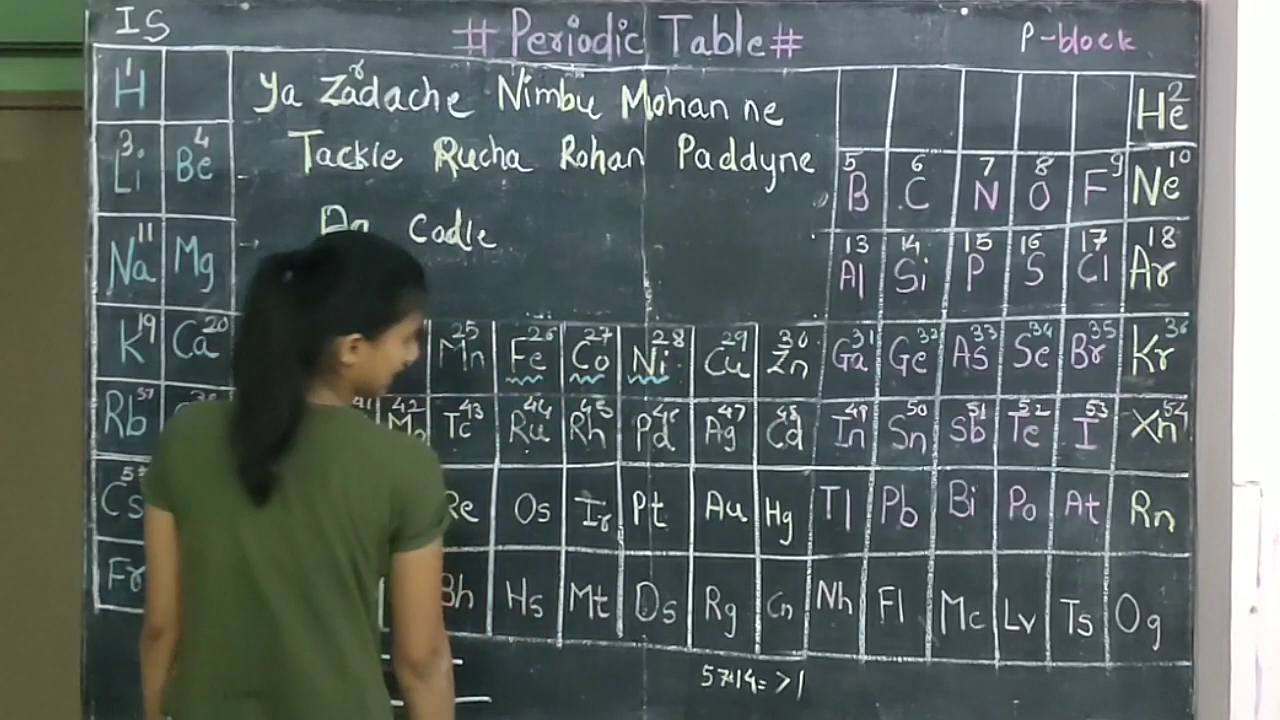 IS # Periodic Table # P-block
H 1 Ya Zradache Nimbu Mohan ne He 2
Li 3 Be 4 Tackle Rucha Rohan Paddyne B 5 C 6 N 7 O 8 F 9 Ne 10
Na 11 Mg Cadle Al 13 Si 14 P 15 S 16 Cl 17 Ar 18
K 19 Ca 20 Mn 25 Fe 26 Co 27 Ni 28 Cu 29 Zn 30 Ga 31 Ge 32 As 33 Se 34 Br 35 Kr 36
Rb 37 Mo 42 Tc 43 Ru 44 Rh 45 Pd 46 Ag 47 Cd 48 In 49 Sn 50 Sb 51 Te 52 I 53 Xn 54
Cs Re Os Ir Pt Au Hg Tl Pb Bi Po At Rn
Fr Bh Hs Mt Ds Rg Cn Nh Fl Mc Lv Ts Og